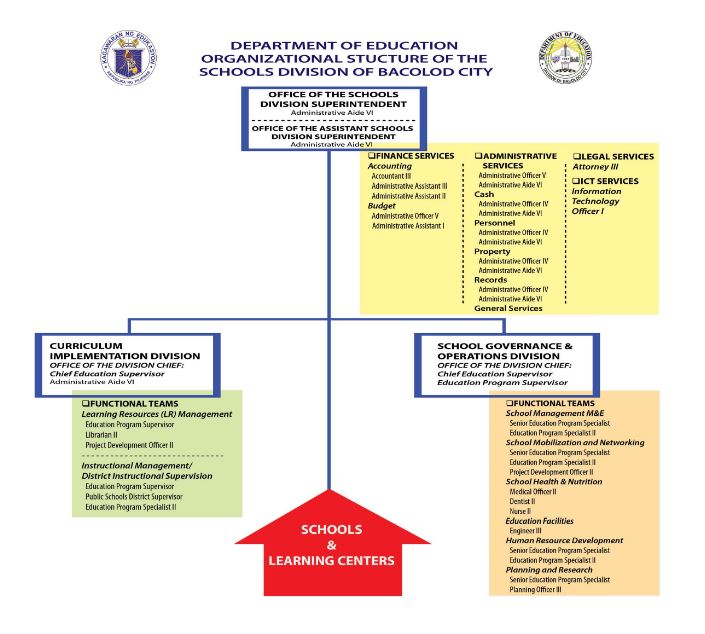 DEPARTMENT OF EDUCATION
ORGANIZATIONAL STUCTURE OF THE
SCHOOLS DIVISION OF BACOLOD CITY
KAGAWARAN NG EDUKASYON
REPUBLIKA NG PILIPINAS
DEPARTMENT OF EDUCATION
DIVISION OF BACOLOD CITY
OFFICE OF THE SCHOOLS
DIVISION SUPERINTENDENT
Administrative Aide VI
OFFICE OF THE ASSISTANT SCHOOLS
DIVISION SUPERINTENDENT
Administrative Aide VI
❑FINANCE SERVICES
Accounting
Accountant III
Administrative Assistant III
Administrative Assistant II
Budget
Administrative Officer V
Administrative Assistant I
❑ADMINISTRATIVE
SERVICES
Administrative Officer V
Administrative Aide VI
Cash
Administrative Officer IV
Administrative Aide VI
Personnel
Administrative Officer IV
Administrative Aide VI
Property
Administrative Officer IV
Administrative Aide VI
Records
Administrative Officer IV
Administrative Aide VI
General Services
❑LEGAL SERVICES
Attorney III
❑ICT SERVICES
Information
Technology
Officer I
CURRICULUM
IMPLEMENTATION DIVISION
OFFICE OF THE DIVISION CHIEF:
Chief Education Supervisor
Administrative Aide VI
❑FUNCTIONAL TEAMS
Learning Resources (LR) Management
Education Program Supervisor
Librarian II
Project Development Officer II
Instructional Management/
District Instructional Supervision
Education Program Supervisor
Public Schools District Supervisor
Education Program Specialist II
SCHOOL GOVERNANCE &
OPERATIONS DIVISION
OFFICE OF THE DIVISION CHIEF:
Chief Education Supervisor
Education Program Supervisor
❑FUNCTIONAL TEAMS
School Management M&E
Senior Education Program Specialist
Education Program Specialist II
School Mobilization and Networking
Senior Education Program Specialist
Education Program Specialist II
Project Development Officer II
School Health & Nutrition
Medical Officer II
Dentist II
Nurse II
Education Facilities
Engineer III
Human Resource Development
Senior Education Program Specialist
Education Program Specialist II
Planning and Research
Senior Education Program Specialist
Planning Officer III
SCHOOLS
&
LEARNING CENTERS